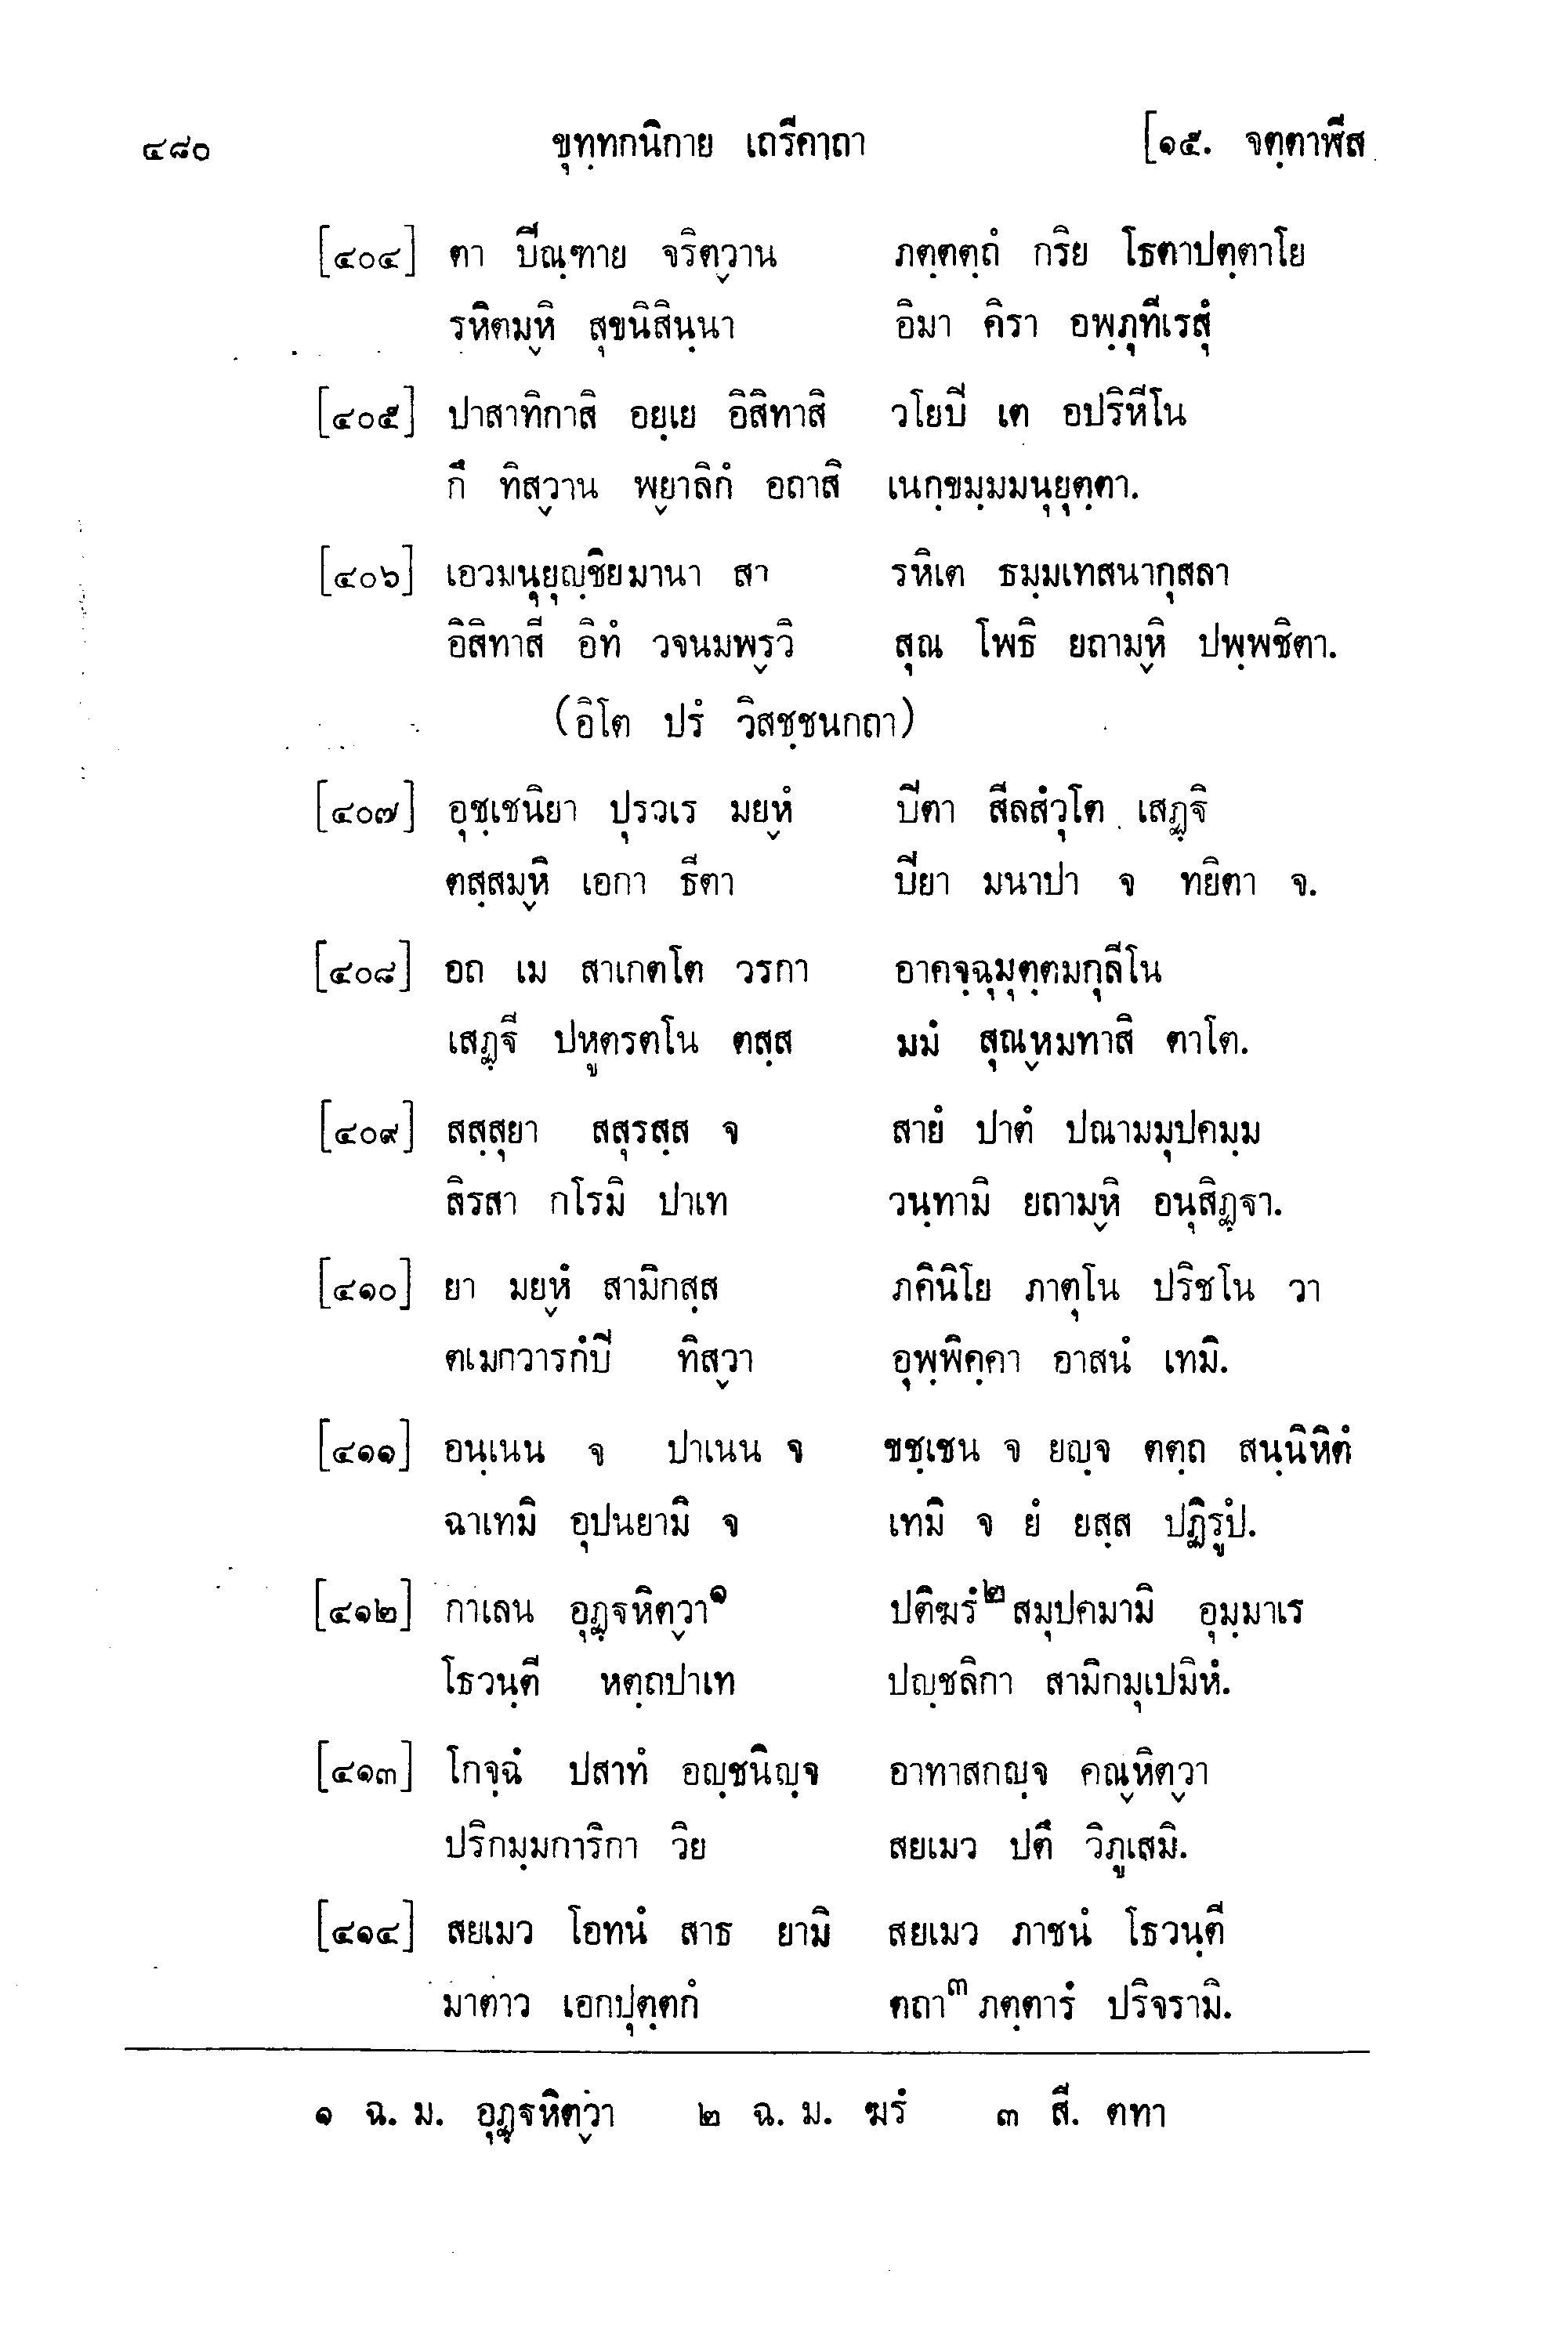 ๔๘๐ ขุทฺทกนิกาย เถรีคาถา [๑๕. จตฺตาฬีส
[๔๐๔] ตา ปิณฺฑาย จริตฺวาน ภตฺตตฺถํ กริย โธตปตฺตาโย
รหิตมฺหิ สุขนิสินฺนา อิมา คิรา อพฺภุทีเรสุํ
[๔๐๕] ปาสาทิกาสิ อยฺเย อิสิทาสิ วโยปิ เต อปริหีโน
กึ ทิสฺวาน พฺยาลิกํ อถาสิ เนกฺขมฺมมนุยุตฺตา.
[๔๐๖] เอวมนุยุญฺชิยมานา สา รหิเต ธมฺมเทสนากุสลา
อิสิทาสี อิทํ วจนมพฺรวิ สุณ โพธิ ยถามฺหิ ปพฺพชิตา.
(อิโต ปรํ วิสชฺชนกถา)
[๔๐๗] อุชฺเชนิยา ปุรวเร มยฺหํ ปิตา สีลสํวุโต เสฏฺฐิ
ตสฺสมฺหิ เอกา ธีตา ปิยา มนาปา จ ทยิตา จ.
[๔๐๘] อถ เม สาเกตโต วรกา อาคจฺฉุมุตฺตมกุลีโน
เสฏฺฐี ปหูตรตโน ตสฺส มมํ สุณฺหมทาสิ ตาโต.
[๔๐๙] สสฺสุยา สสุรสฺส จ สายํ ปาตํ ปณามมุปคมฺม
สิรสา กโรมิ ปาเท วนฺทามิ ยถามฺหิ อนุสิฏฺฐา.
[๔๑๐] ยา มยฺหํ สามิกสฺส ภคินิโย ภาตุโน ปริชโน วา
ตเมกวารกํปิ ทิสฺวา อุพฺพิคฺคา อาสนํ เทมิ.
[๔๑๑] อนฺเนน จ ปาเนน จ ขชฺเชน จ ยญฺจ ตตฺถ สนฺนิหิตํ
ฉาเทมิ อุปนยามิ จ เทมิ จ ยํ ยสฺส ปฏิรูปํ.
[๔๑๒] กาเลน อุฏฺฐหิตฺวา๑ ปติฆรํ๒ สมุปคมามิ อุมฺมาเร
โธวนฺตี หตฺถปาเท ปญฺชลิกา สามิกมุเปมิหํ.
[๔๑๓] โกจฺฉํ ปสาทํ อญฺชนิญฺจ อาทาสกญฺจ คณฺหิตฺวา
ปริกมฺมการิกา วิย สยเมว ปตึ วิภูเสมิ.
[๔๑๔] สยเมว โอทนํ สาธ ยามิ สยเมว ภาชนํ โธวนฺตี
มาตาว เอกปุตฺตกํ ตถา๓ ภตฺตารํ ปริจรามิ.
๑ ฉ. ม. อุฏฺฐหิตฺวา ๒ ฉ. ม. ฆรํ ๓ สี. ตทา